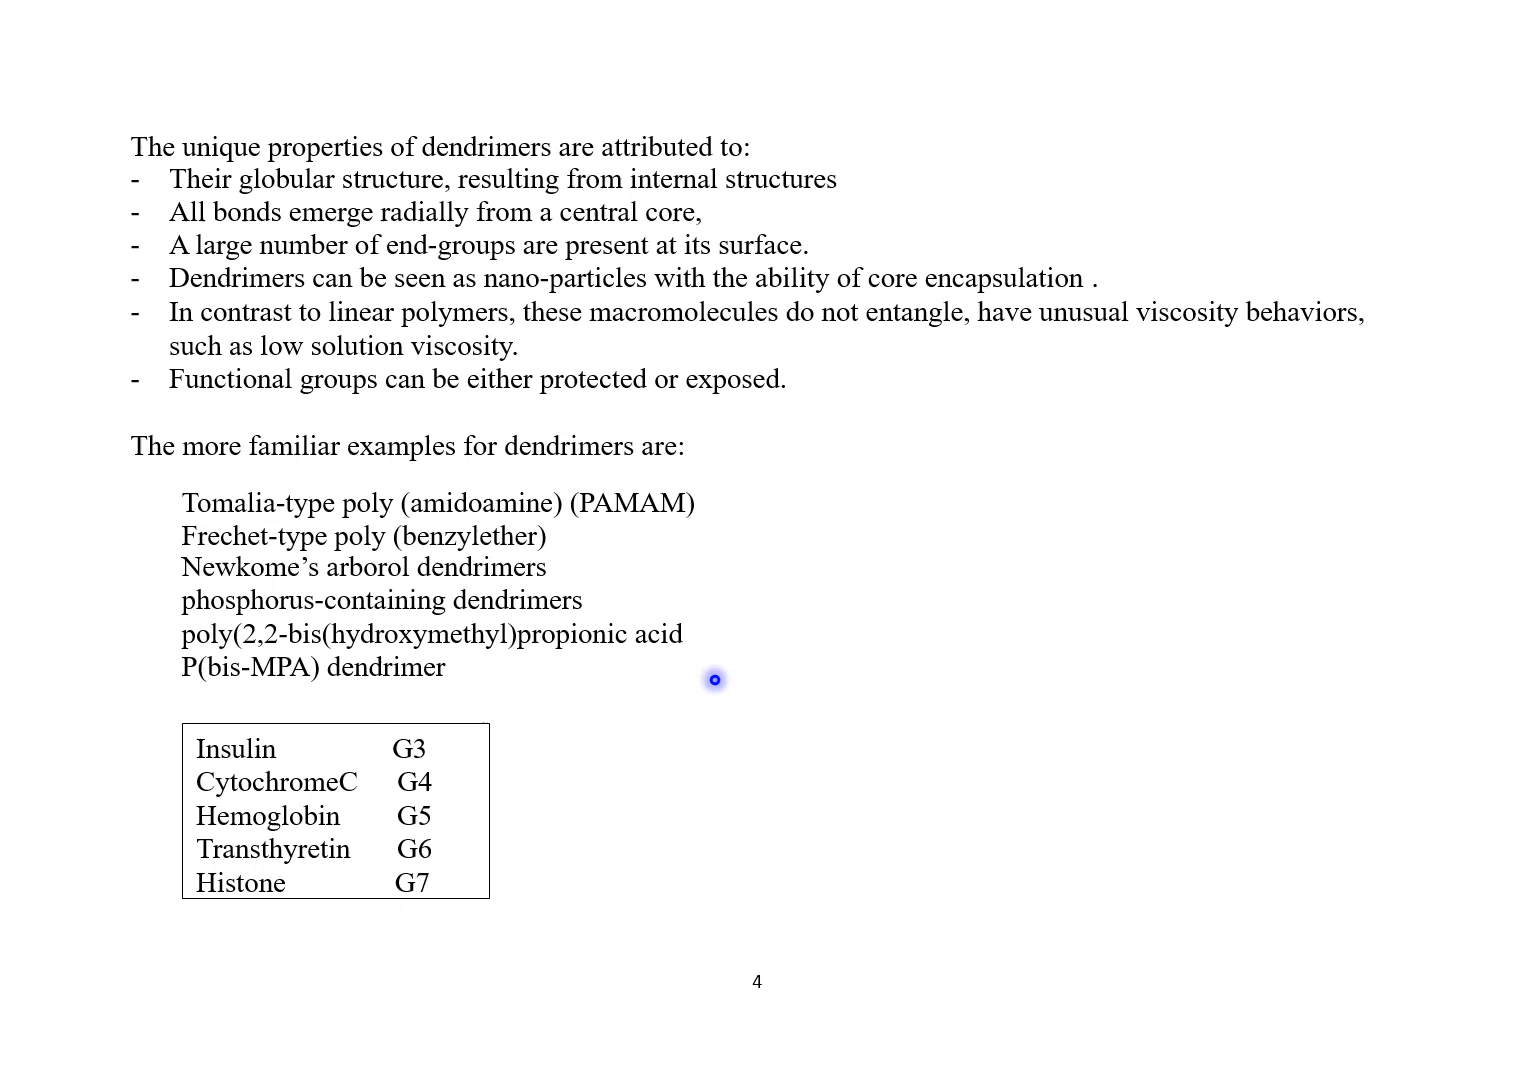 The unique properties of dendrimers are attributed to:
- Their globular structure, resulting from internal structures
- All bonds emerge radially from a central core,
- A large number of end-groups are present at its surface.
- Dendrimers can be seen as nano-particles with the ability of core encapsulation .
- In contrast to linear polymers, these macromolecules do not entangle, have unusual viscosity behaviors,
such as low solution viscosity.
- Functional groups can be either protected or exposed.
The more familiar examples for dendrimers are:
Tomalia-type poly (amidoamine) (PAMAM)
Frechet-type poly (benzylether)
Newkome’s arborol dendrimers
phosphorus-containing dendrimers
poly(2,2-bis(hydroxymethyl)propionic acid
P(bis-MPA) dendrimer
Insulin G3
CytochromeC G4
Hemoglobin G5
Transthyretin G6
Histone G7
4